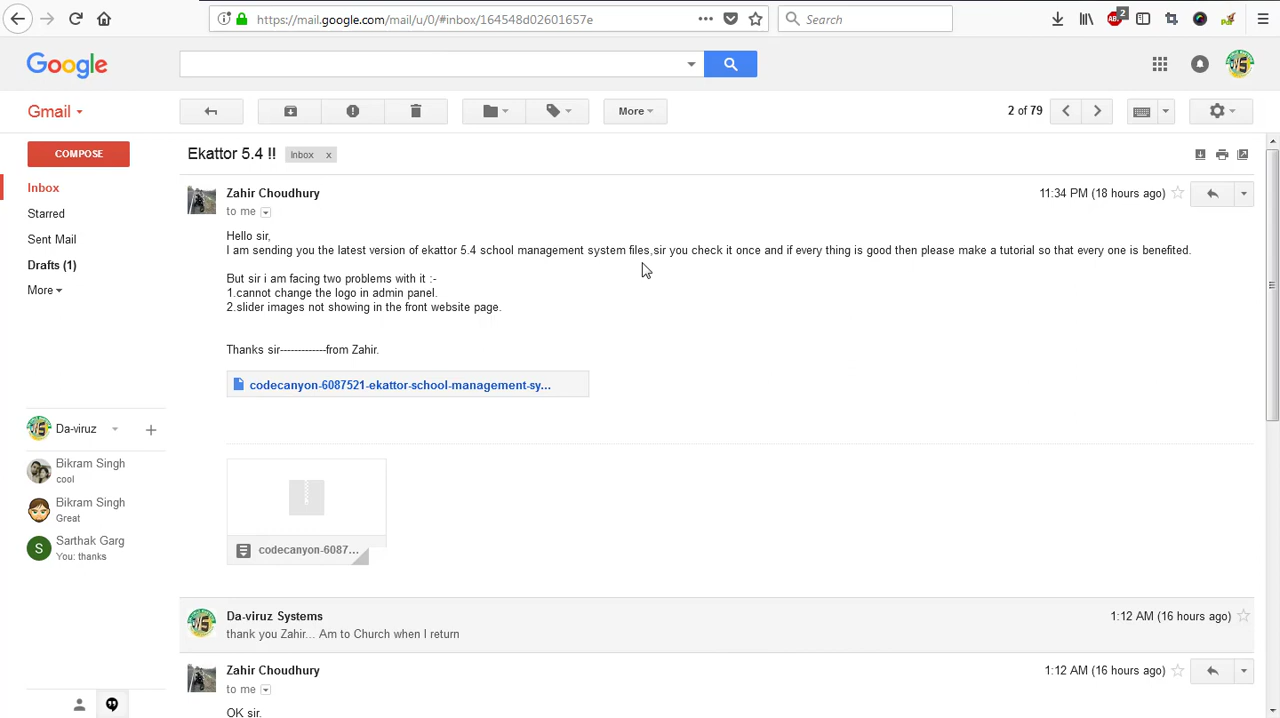 https://mail.google.com/mail/u/0/#inbox/164548d02601657e
Search
2
Google
Gmail
More
2 of 79
COMPOSE
Ekattor 5.4 !!
Inbox x
Inbox
Starred
Sent Mail
Drafts (1)
More
Zahir Choudhury
11:34 PM (18 hours ago)
to me
Hello sir,
I am sending you the latest version of ekattor 5.4 school management system files,sir you check it once and if every thing is good then please make a tutorial so that every one is benefited.
But sir i am facing two problems with it :-
1.cannot change the logo in admin panel.
2.slider images not showing in the front website page.
Thanks sir-------------from Zahir.
codecanyon-6087521-ekattor-school-management-sy...
codecanyon-6087...
Da-viruz
Bikram Singh
cool
Bikram Singh
Great
S
Sarthak Garg
You: thanks
Da-viruz Systems
1:12 AM (16 hours ago)
thank you Zahir... Am to Church when I return
Zahir Choudhury
1:12 AM (16 hours ago)
to me
OK sir.